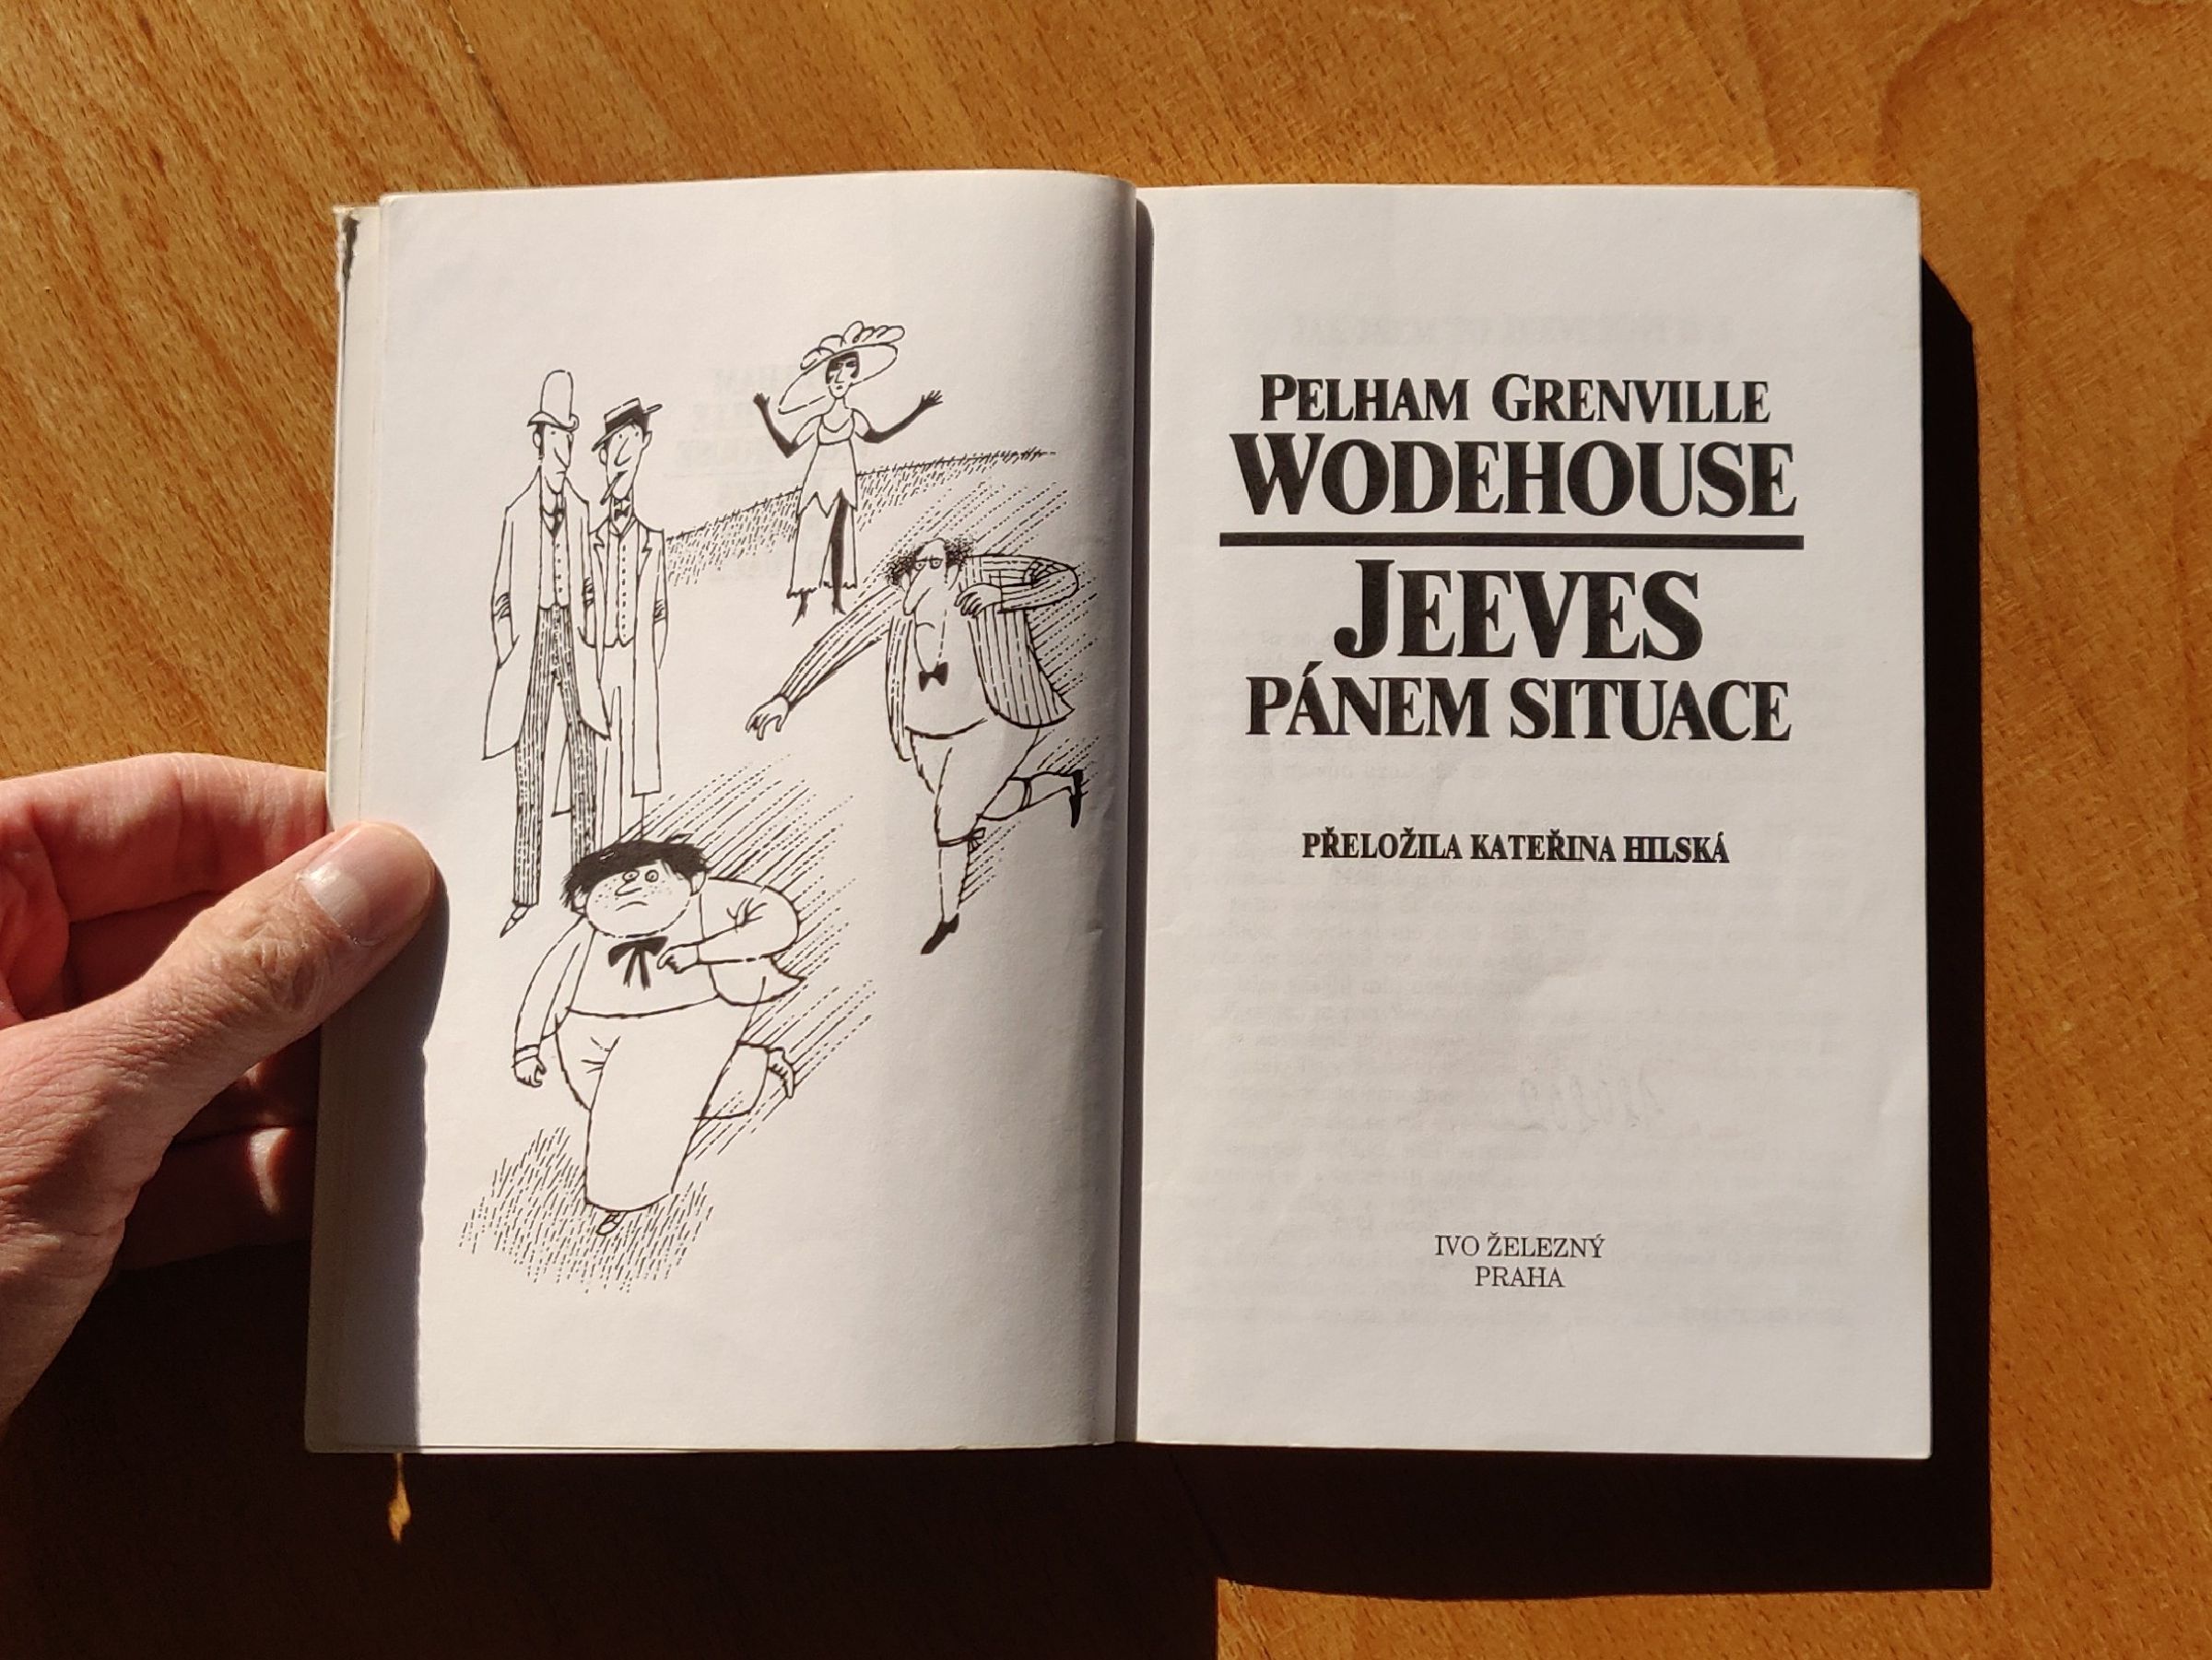 PELHAM GRENVILLE
WODEHOUSE
JEEVES
PÁNEM SITUACE
PŘELOŽILA KATEŘINA HILSKÁ
IVO ŽELEZNÝ
PRAHA